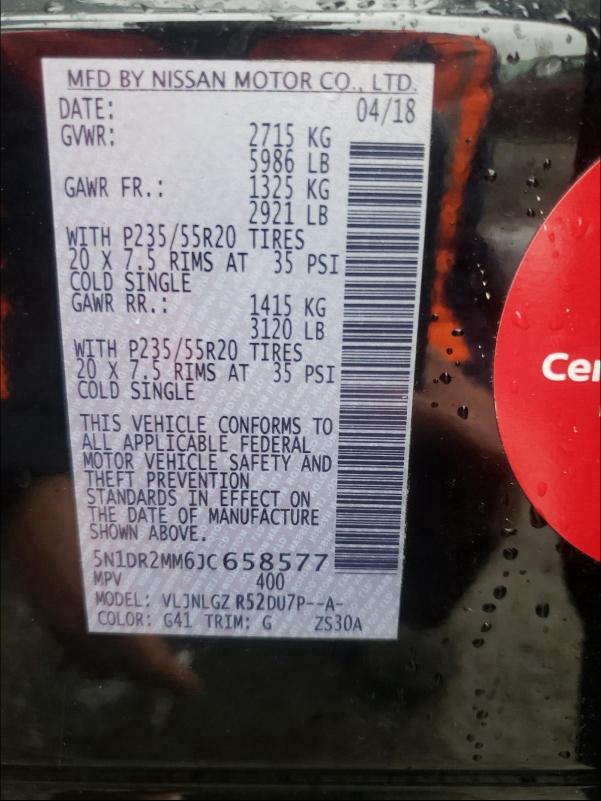 MFD BY NISSAN MOTOR CO., LTD.
DATE: 04/18
GVWR: 2715 KG
5986 LB
GAWR FR.: 1325 KG
2921 LB
WITH P235/55R20 TIRES
20 X 7.5 RIMS AT 35 PSI
COLD SINGLE
GAWR RR.: 1415 KG
3120 LB
WITH P235/55R20 TIRES
20 X 7.5 RIMS AT 35 PSI
COLD SINGLE
THIS VEHICLE CONFORMS TO
ALL APPLICABLE FEDERAL
MOTOR VEHICLE SAFETY AND
THEFT PREVENTION
STANDARDS IN EFFECT ON
THE DATE OF MANUFACTURE
SHOWN ABOVE.
5N1DR2MM6JC658577
MPV 400
MODEL: VLJNLGZ R52DU7P--A-
COLOR: G41 TRIM: G ZS30A
Cer